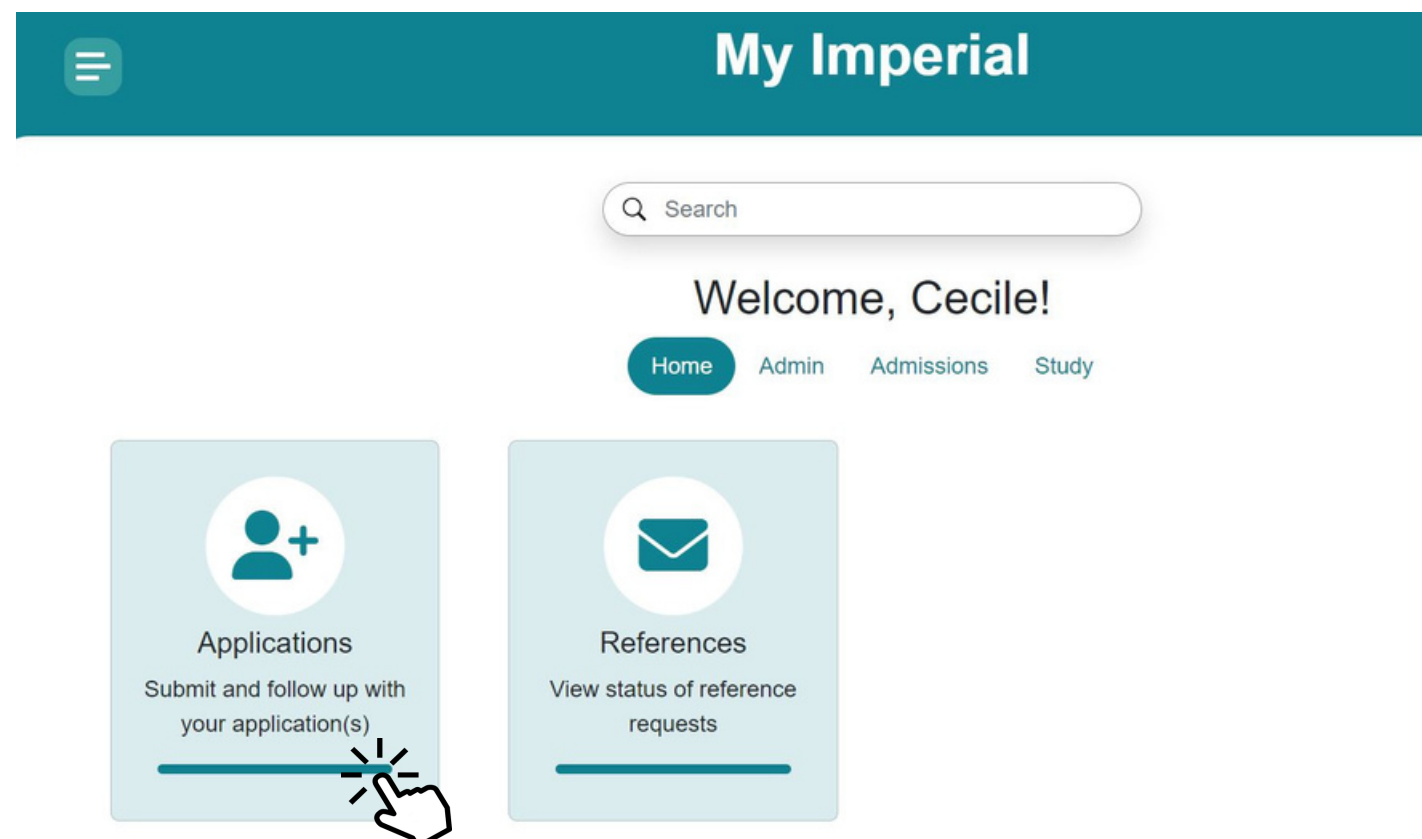 My Imperial
Search
Welcome, Cecile!
Home Admin Admissions Study
Applications
Submit and follow up with
your application(s)
References
View status of reference
requests